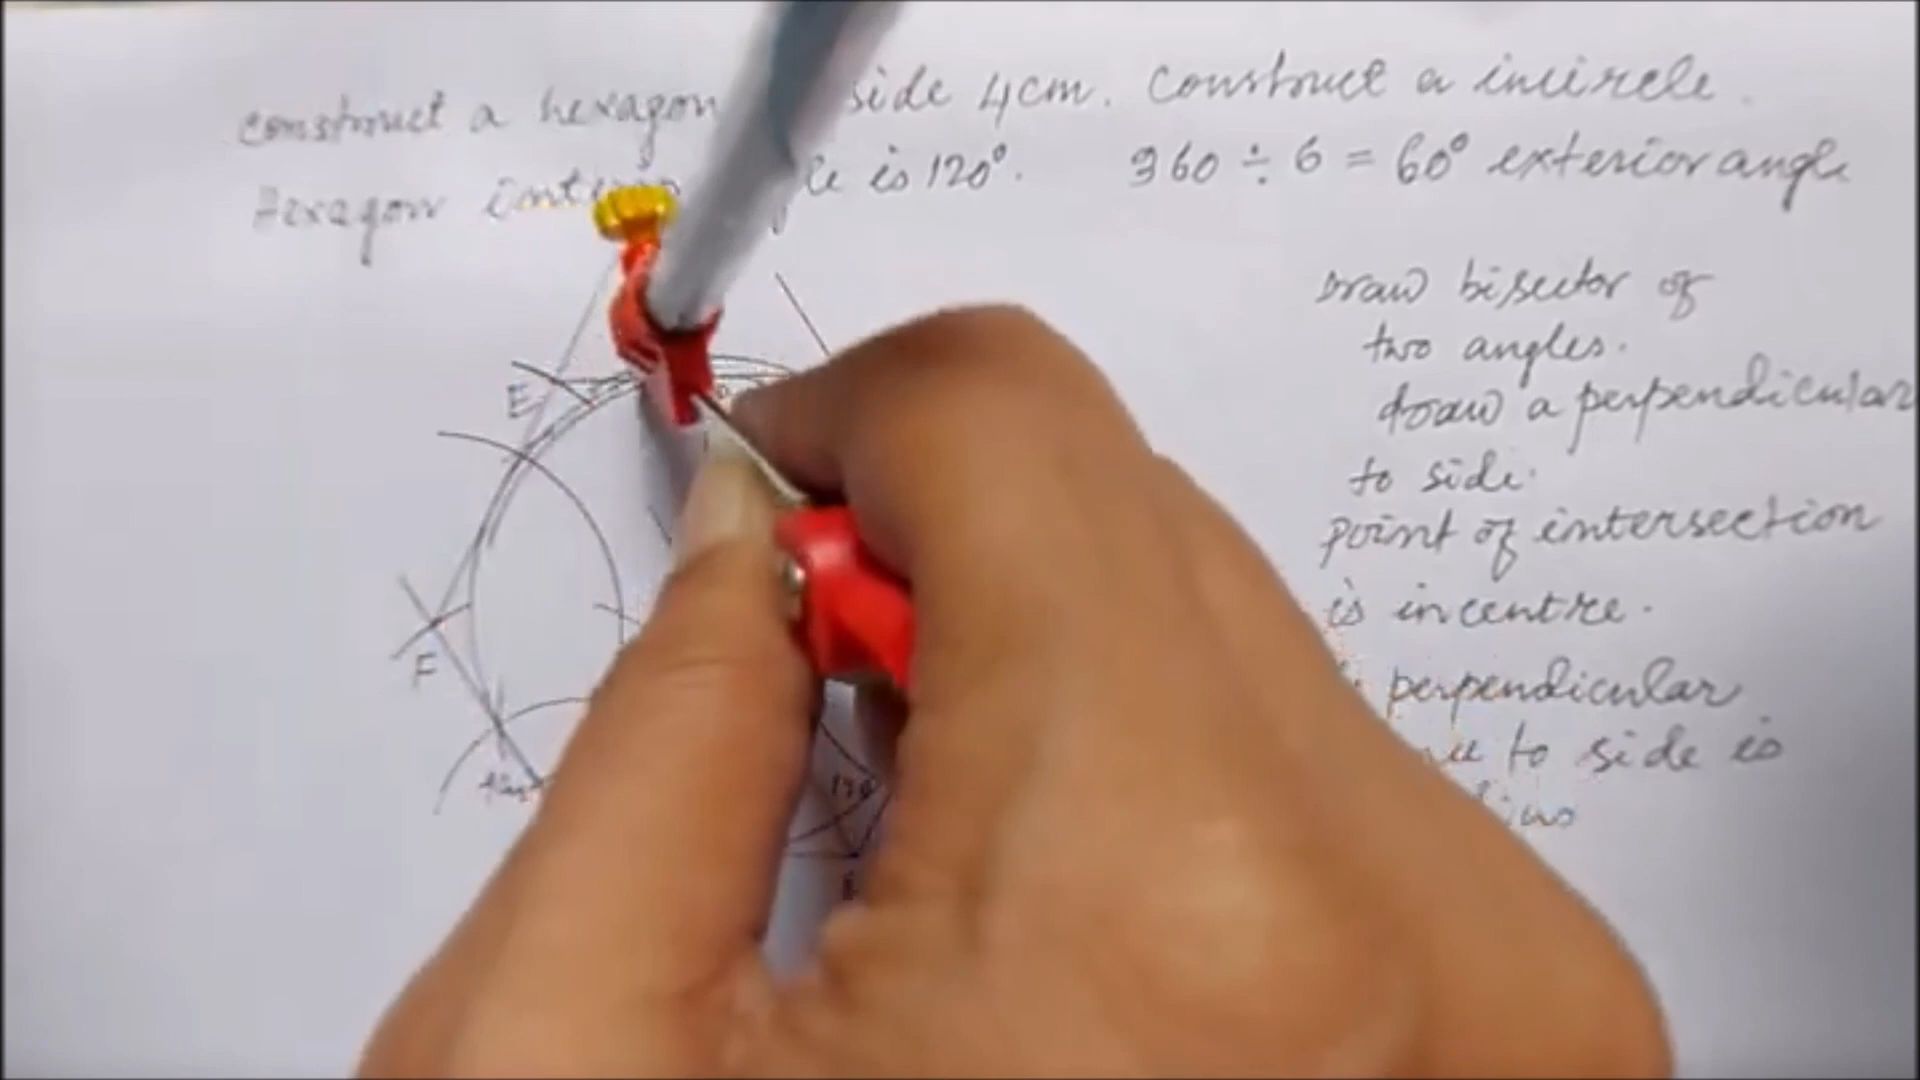 construct a hexagon side 4cm. Construct a incircle.
Hexagon is 120°. 360 ÷ 6 = 60° exterior angle
Draw bisector of
two angles.
draw a perpendicular
to side.
point of intersection
is incentre.
perpendicular
to side is
E
F
120